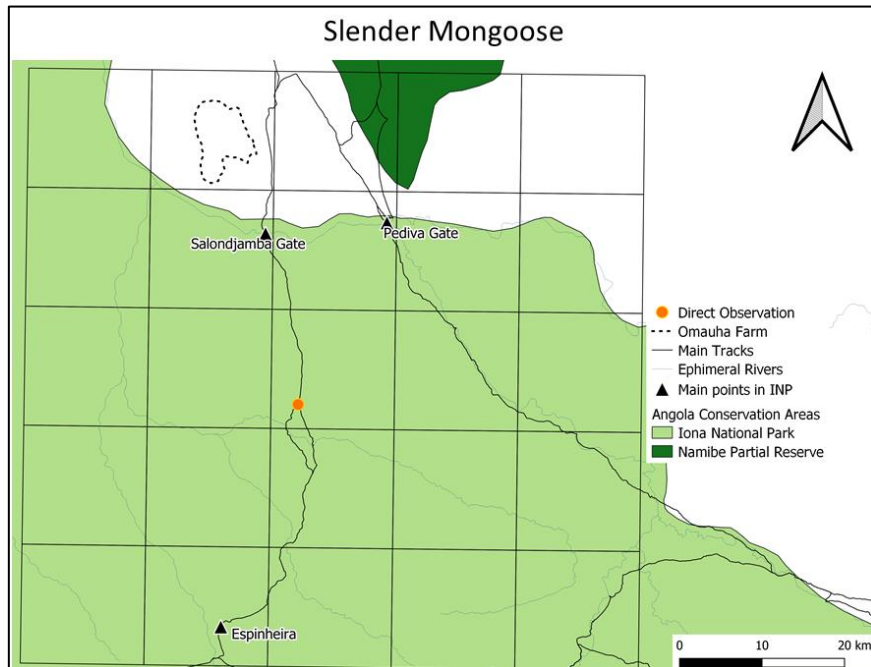 Slender Mongoose
Salondjamba Gate
Pediva Gate
Direct Observation
Omauha Farm
Main Tracks
Ephimeral Rivers
Main points in INP
Angola Conservation Areas
Iona National Park
Namibe Partial Reserve
Espinheira
0 10 20 km